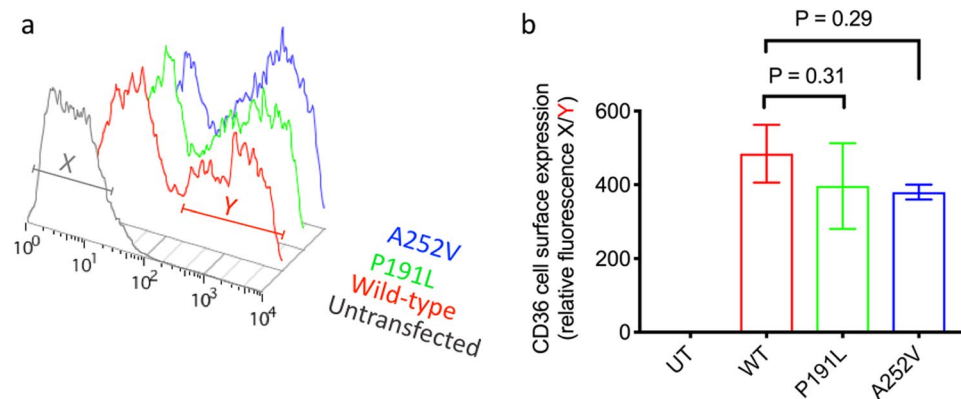 a
X
Y
10^0
10^1
10^2
10^3
10^4
A252V
P191L
Wild-type
Untransfected
b
P = 0.29
P = 0.31
CD36 cell surface expression
(relative fluorescence X/Y)
600
400
200
0
UT
WT
P191L
A252V